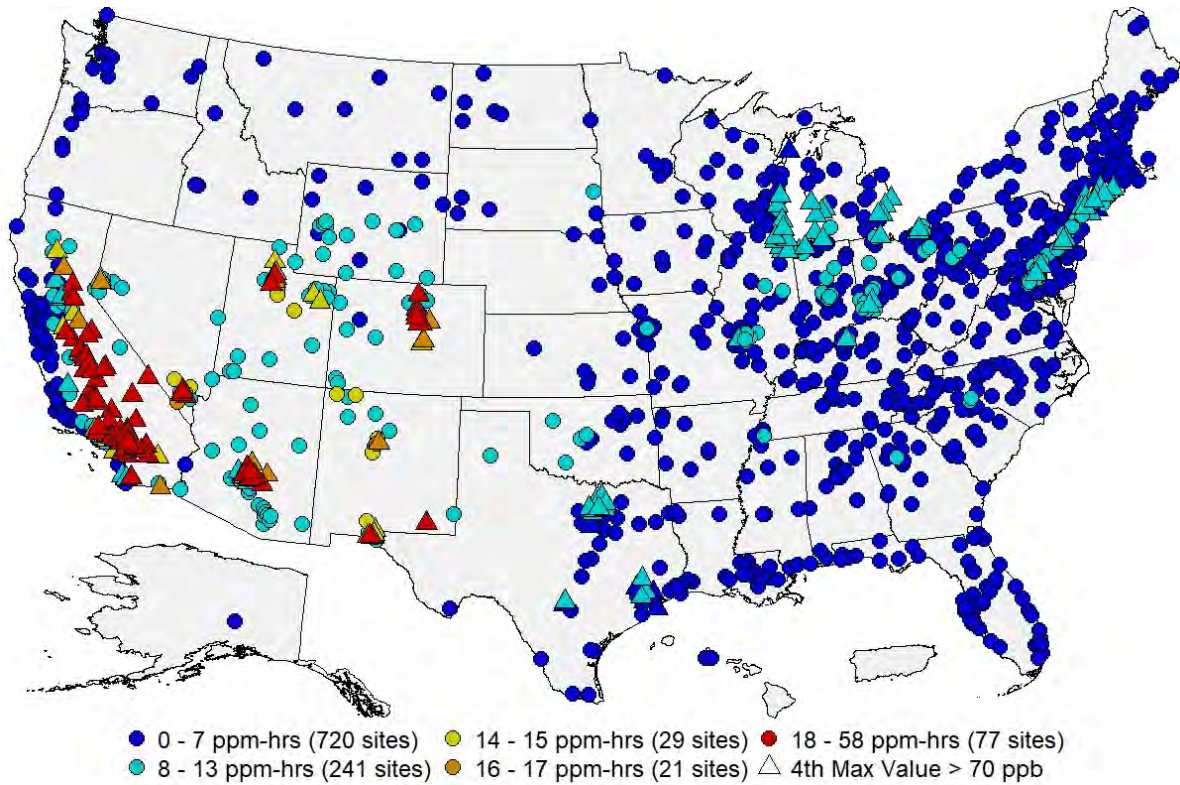 0 - 7 ppm-hrs (720 sites) 14 - 15 ppm-hrs (29 sites) 18 - 58 ppm-hrs (77 sites)
8 - 13 ppm-hrs (241 sites) 16 - 17 ppm-hrs (21 sites) 4th Max Value > 70 ppb